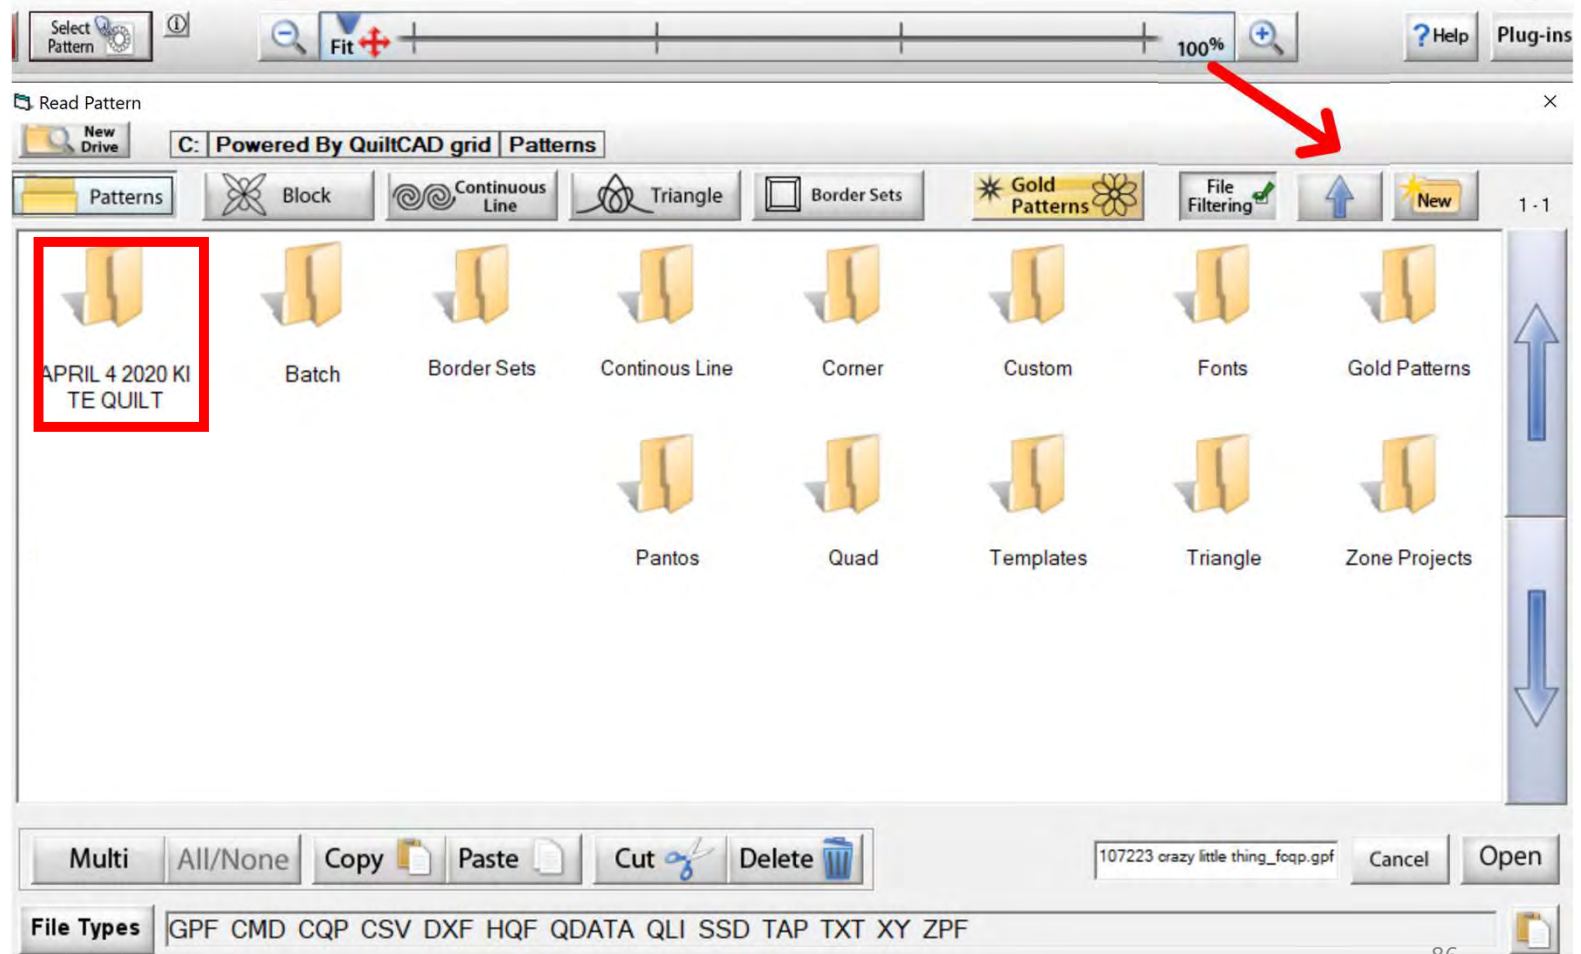 Select
Pattern
Fit
100%
?Help
Plug-ins
Read Pattern
New
Drive
C: Powered By QuiltCAD grid Patterns
Patterns
Block
Continuous
Line
Triangle
Border Sets
Gold
Patterns
File
Filtering
New
1 - 1
APRIL 4 2020 KI
TE QUILT
Batch
Border Sets
Continous Line
Corner
Custom
Fonts
Gold Patterns
Pantos
Quad
Templates
Triangle
Zone Projects
Multi
All/None
Copy
Paste
Cut
Delete
107223 crazy little thing_fcqp.gpf
Cancel
Open
File Types
GPF CMD CQP CSV DXF HQF QDATA QLI SSD TAP TXT XY ZPF